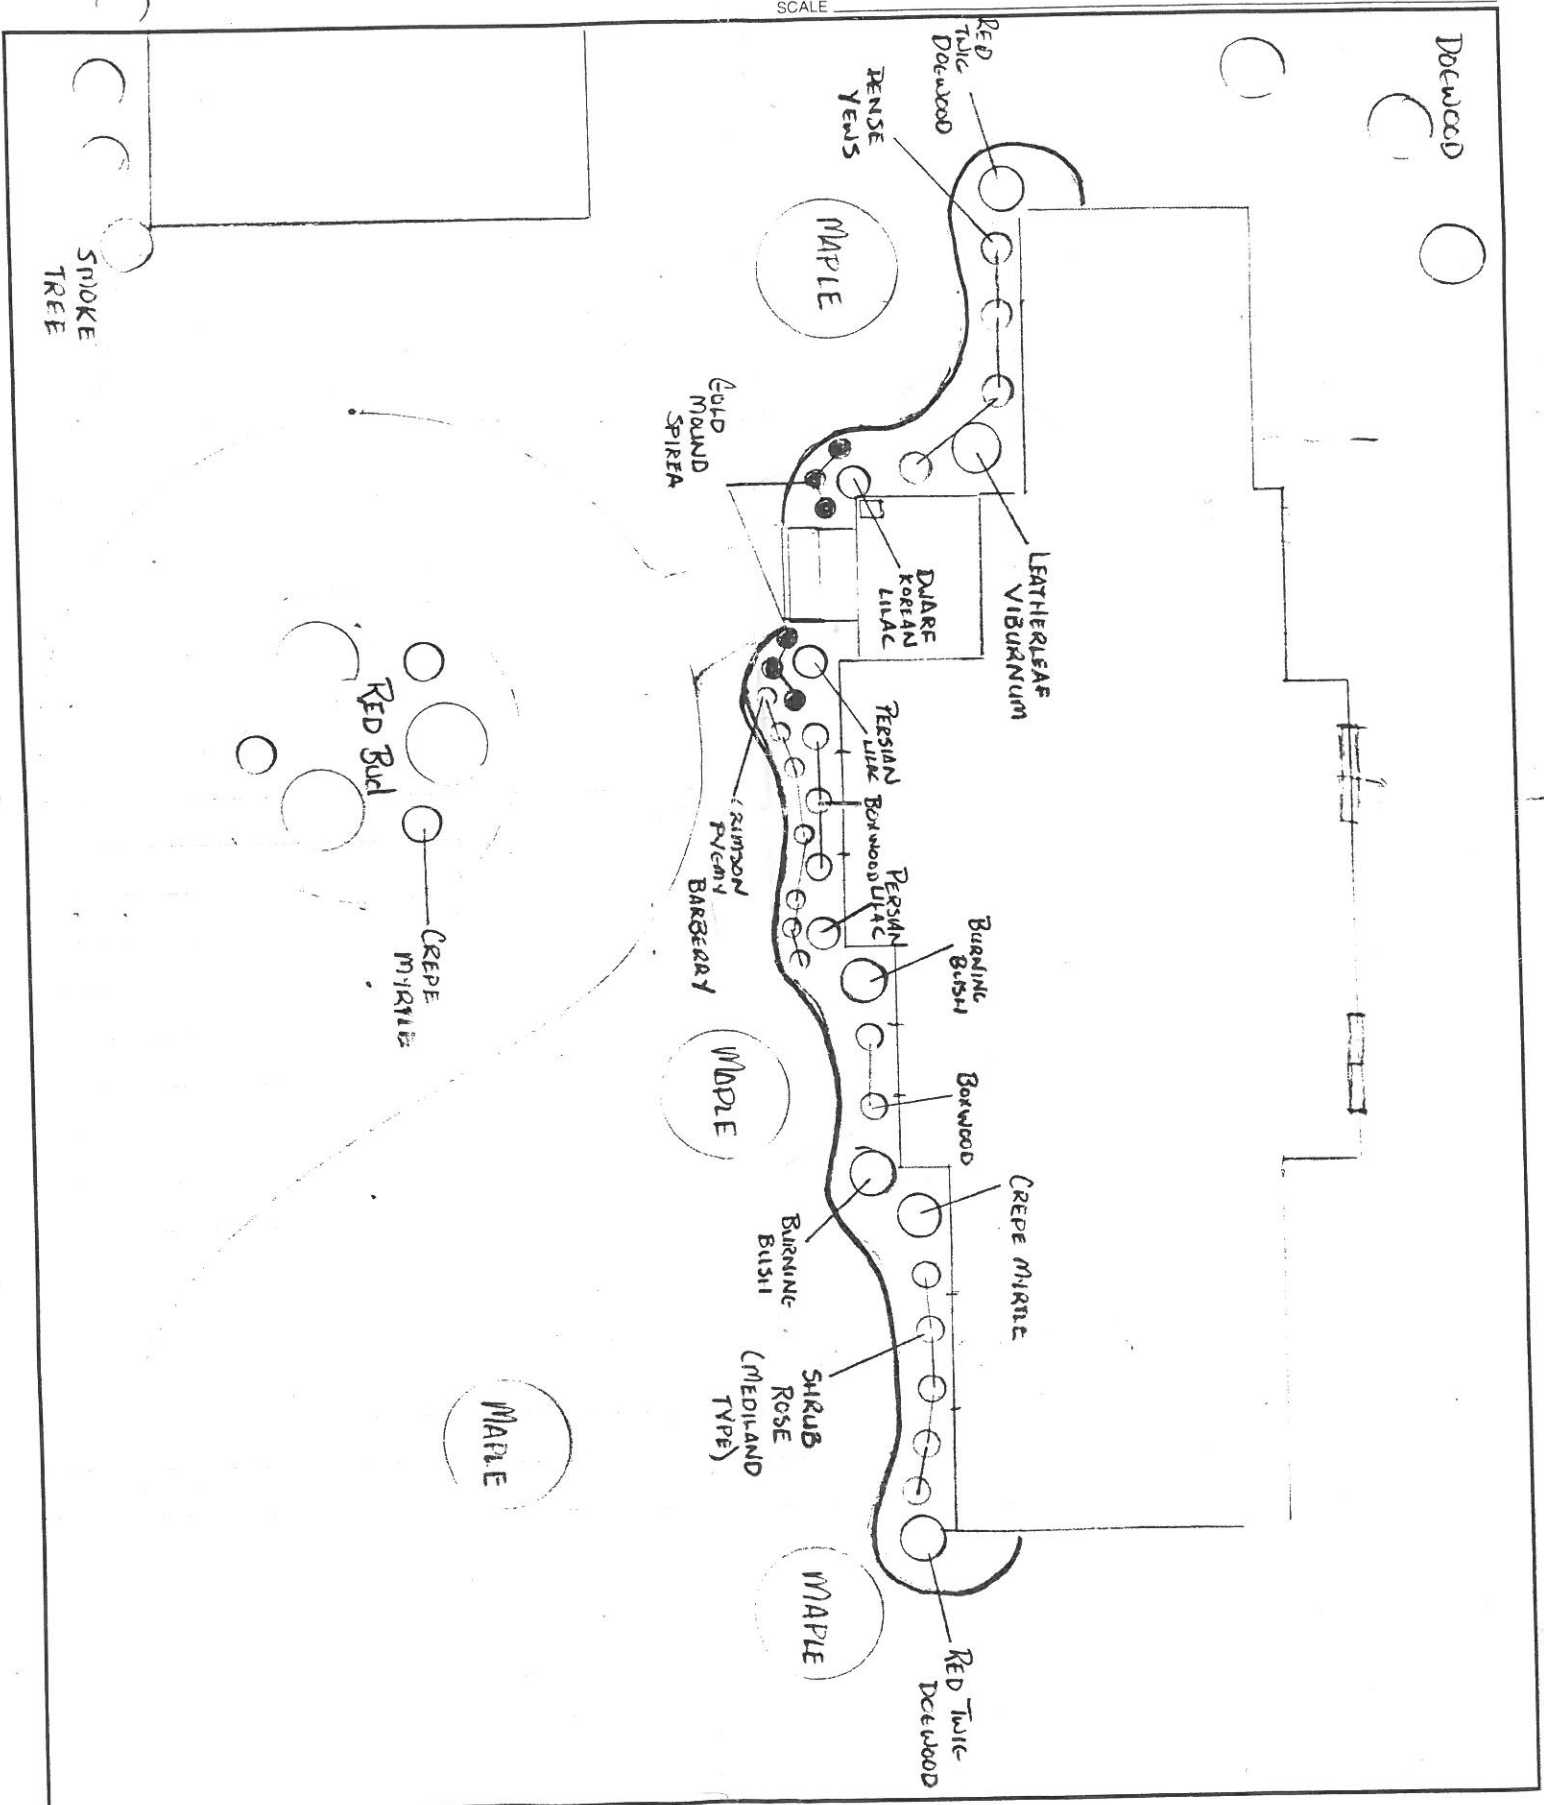 SCALE
DOGWOOD
RED
TWIG
DOGWOOD
DENSE
YEWS
MAPLE
SMOKE
TREE
GOLD
MOUND
SPIREA
LEATHERLEAF
VIBURNUM
DWARF
KOREAN
LILAC
PERSIAN
LILAC
BOXWOOD
PERSIAN
LILAC
CRIMSON
PYGMY
BARBERRY
RED Bud
CREPE
MYRTLE
BURNING
BUSH
MAPLE
BOXWOOD
BURNING
BUSH
CREPE MYRTLE
SHRUB
ROSE
(MEDILAND
TYPE)
MAPLE
MAPLE
RED TWIG
DOGWOOD